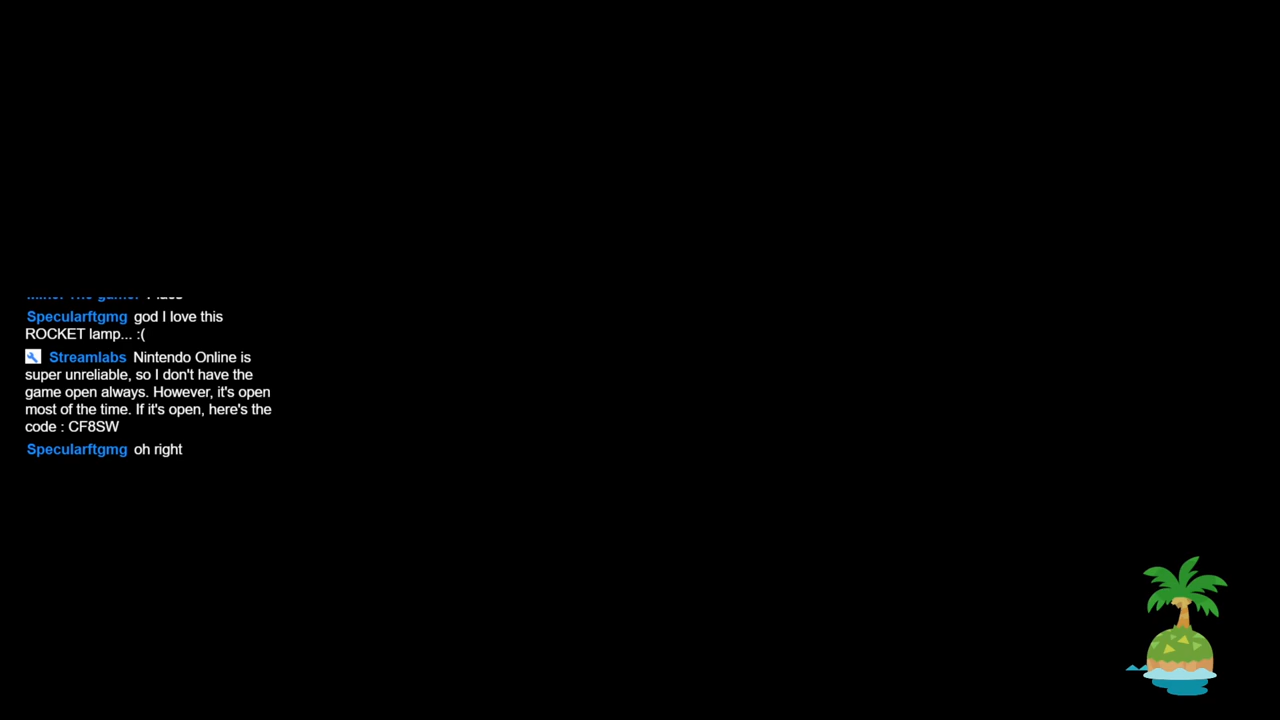 Specularftgmg god I love this
ROCKET lamp... :(
Streamlabs Nintendo Online is
super unreliable, so I don't have the
game open always. However, it's open
most of the time. If it's open, here's the
code : CF8SW
Specularftgmg oh right